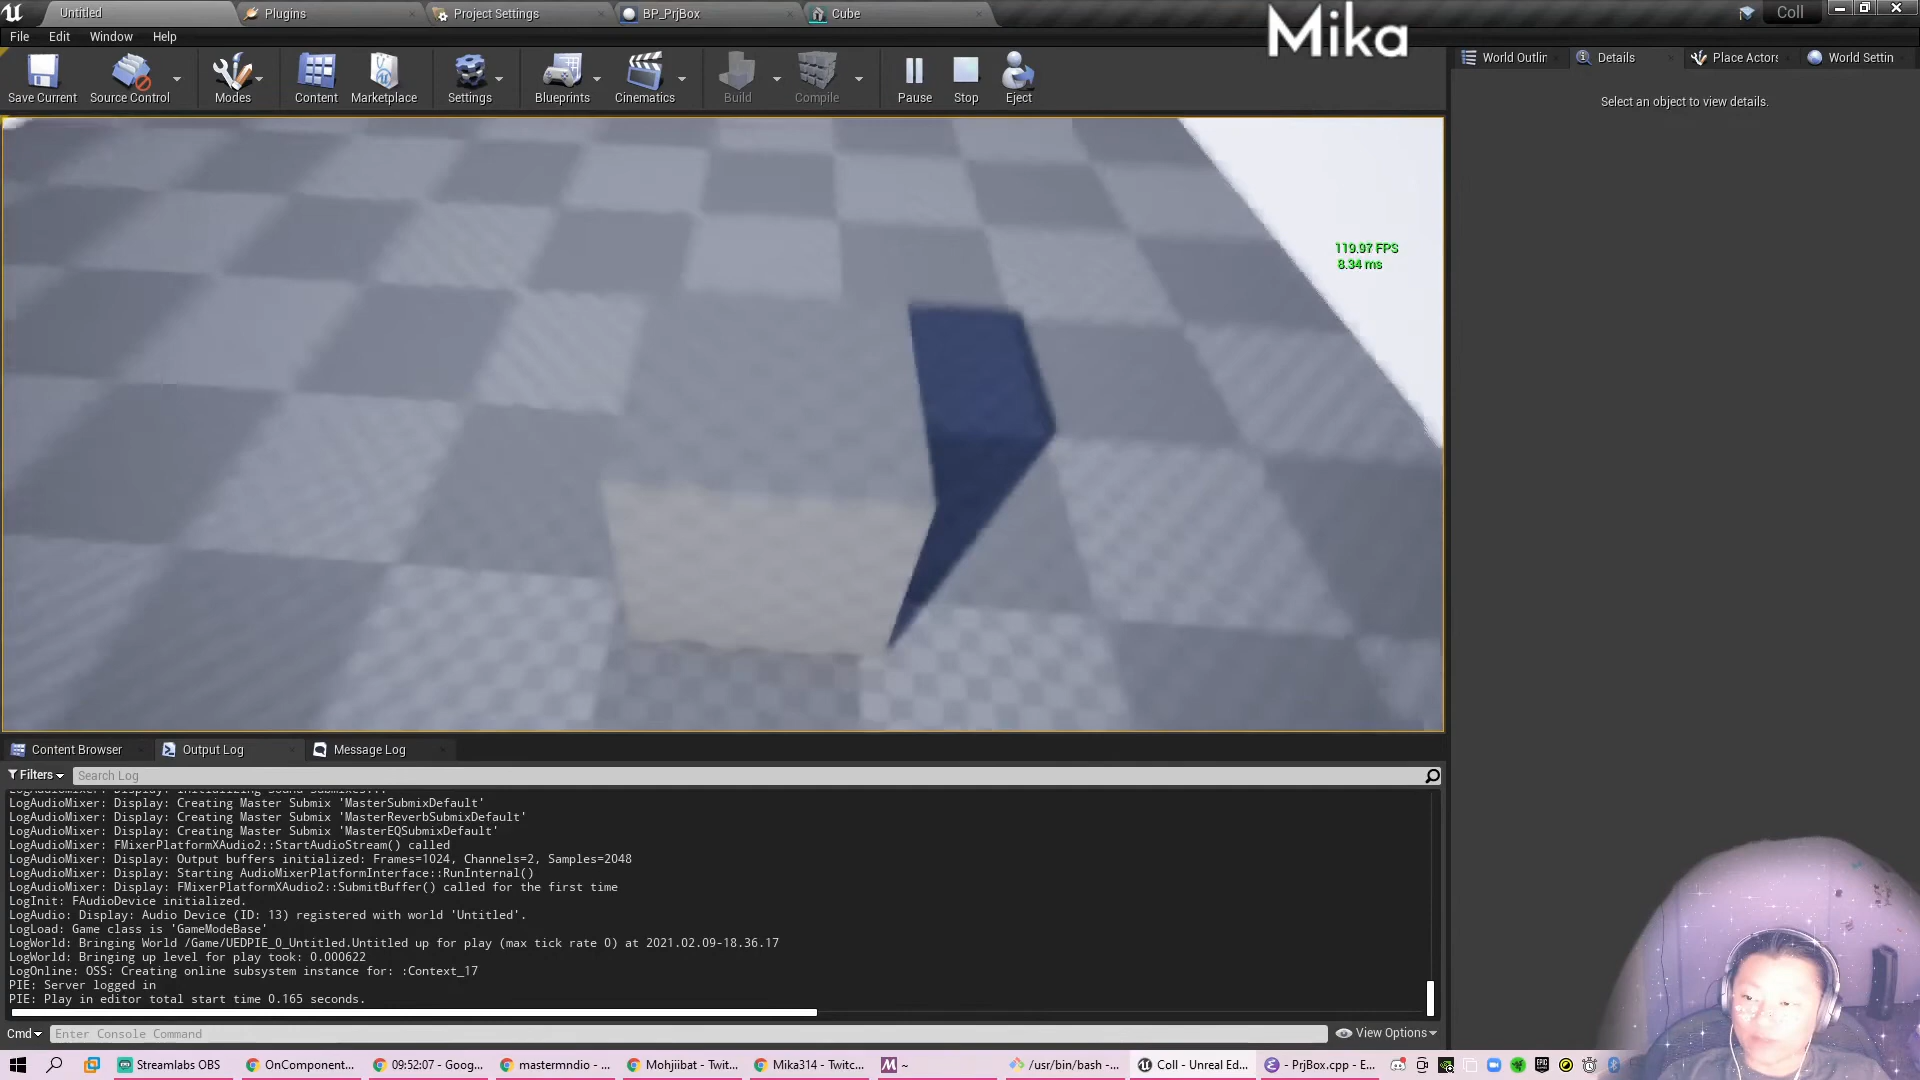 Untitled
Plugins
Project Settings
BP_PrjBox
Cube
Coll
Mika
File
Edit
Window
Help
Save Current
Source Control
Modes
Content
Marketplace
Settings
Blueprints
Cinematics
Build
Compile
Pause
Stop
Eject
World Outlin
Details
Place Actors
World Settin
Select an object to view details.
119.97 FPS
8.34 ms
Content Browser
Output Log
Message Log
Filters
Search Log
LogAudioMixer: Display: Initializing Sound Submixes...
LogAudioMixer: Display: Creating Master Submix 'MasterSubmixDefault'
LogAudioMixer: Display: Creating Master Submix 'MasterReverbSubmixDefault'
LogAudioMixer: Display: Creating Master Submix 'MasterEQSubmixDefault'
LogAudioMixer: FMixerPlatformXAudio2::StartAudioStream() called
LogAudioMixer: Display: Output buffers initialized: Frames=1024, Channels=2, Samples=2048
LogAudioMixer: Display: Starting AudioMixerPlatformInterface::RunInternal()
LogAudioMixer: Display: FMixerPlatformXAudio2::SubmitBuffer() called for the first time
LogInit: FAudioDevice initialized.
LogAudio: Display: Audio Device (ID: 13) registered with world 'Untitled'.
LogLoad: Game class is 'GameModeBase'
LogWorld: Bringing World /Game/UEDPIE_0_Untitled.Untitled up for play (max tick rate 0) at 2021.02.09-18.36.17
LogWorld: Bringing up level for play took: 0.000622
LogOnline: OSS: Creating online subsystem instance for: :Context_17
PIE: Server logged in
PIE: Play in editor total start time 0.165 seconds.
Cmd
Enter Console Command
View Options
Streamlabs OBS
OnComponent...
09:52:07 - Goog...
mastermndio - ...
Mohjiibat - Twit...
Mika314 - Twitc...
~
/usr/bin/bash -...
Coll - Unreal Ed...
- PrjBox.cpp - E...